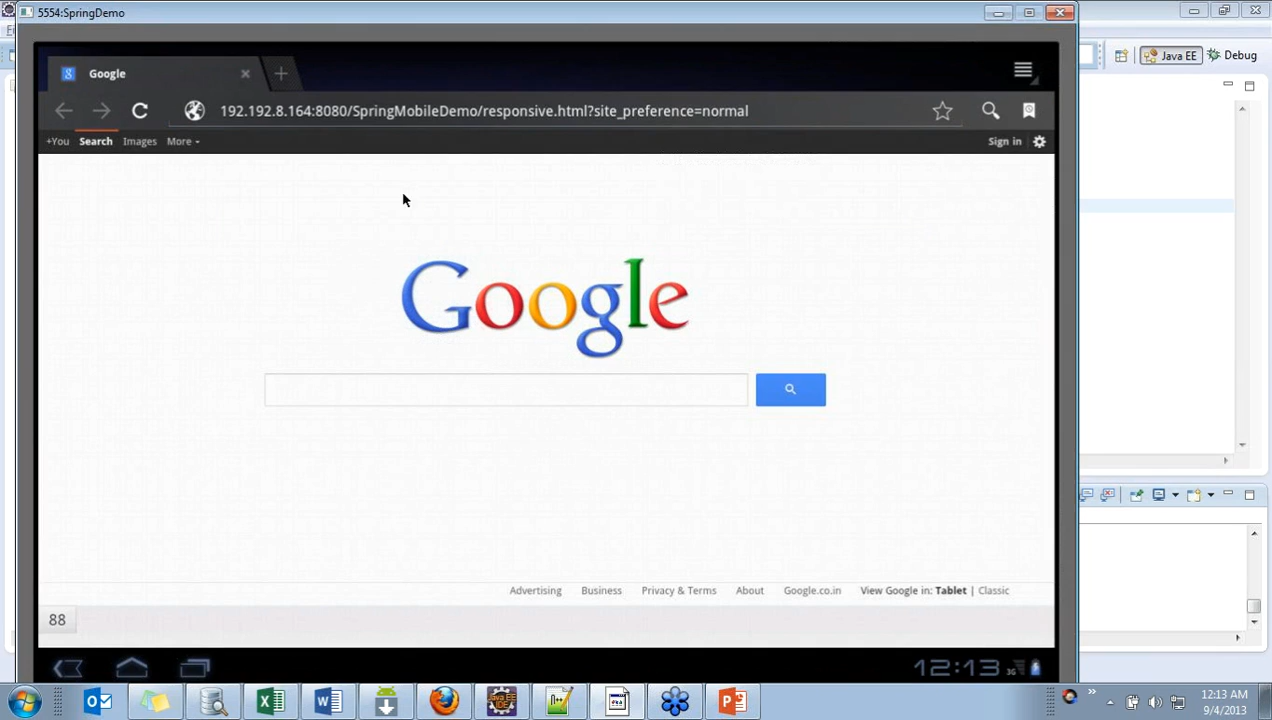 5554:SpringDemo
Google
192.192.8.164:8080/SpringMobileDemo/responsive.html?site_preference=normal
+You Search Images More Sign in
Google
Advertising Business Privacy & Terms About Google.co.in View Google in: Tablet | Classic
88
12:13 3G
Java EE Debug
12:13 AM
9/4/2013